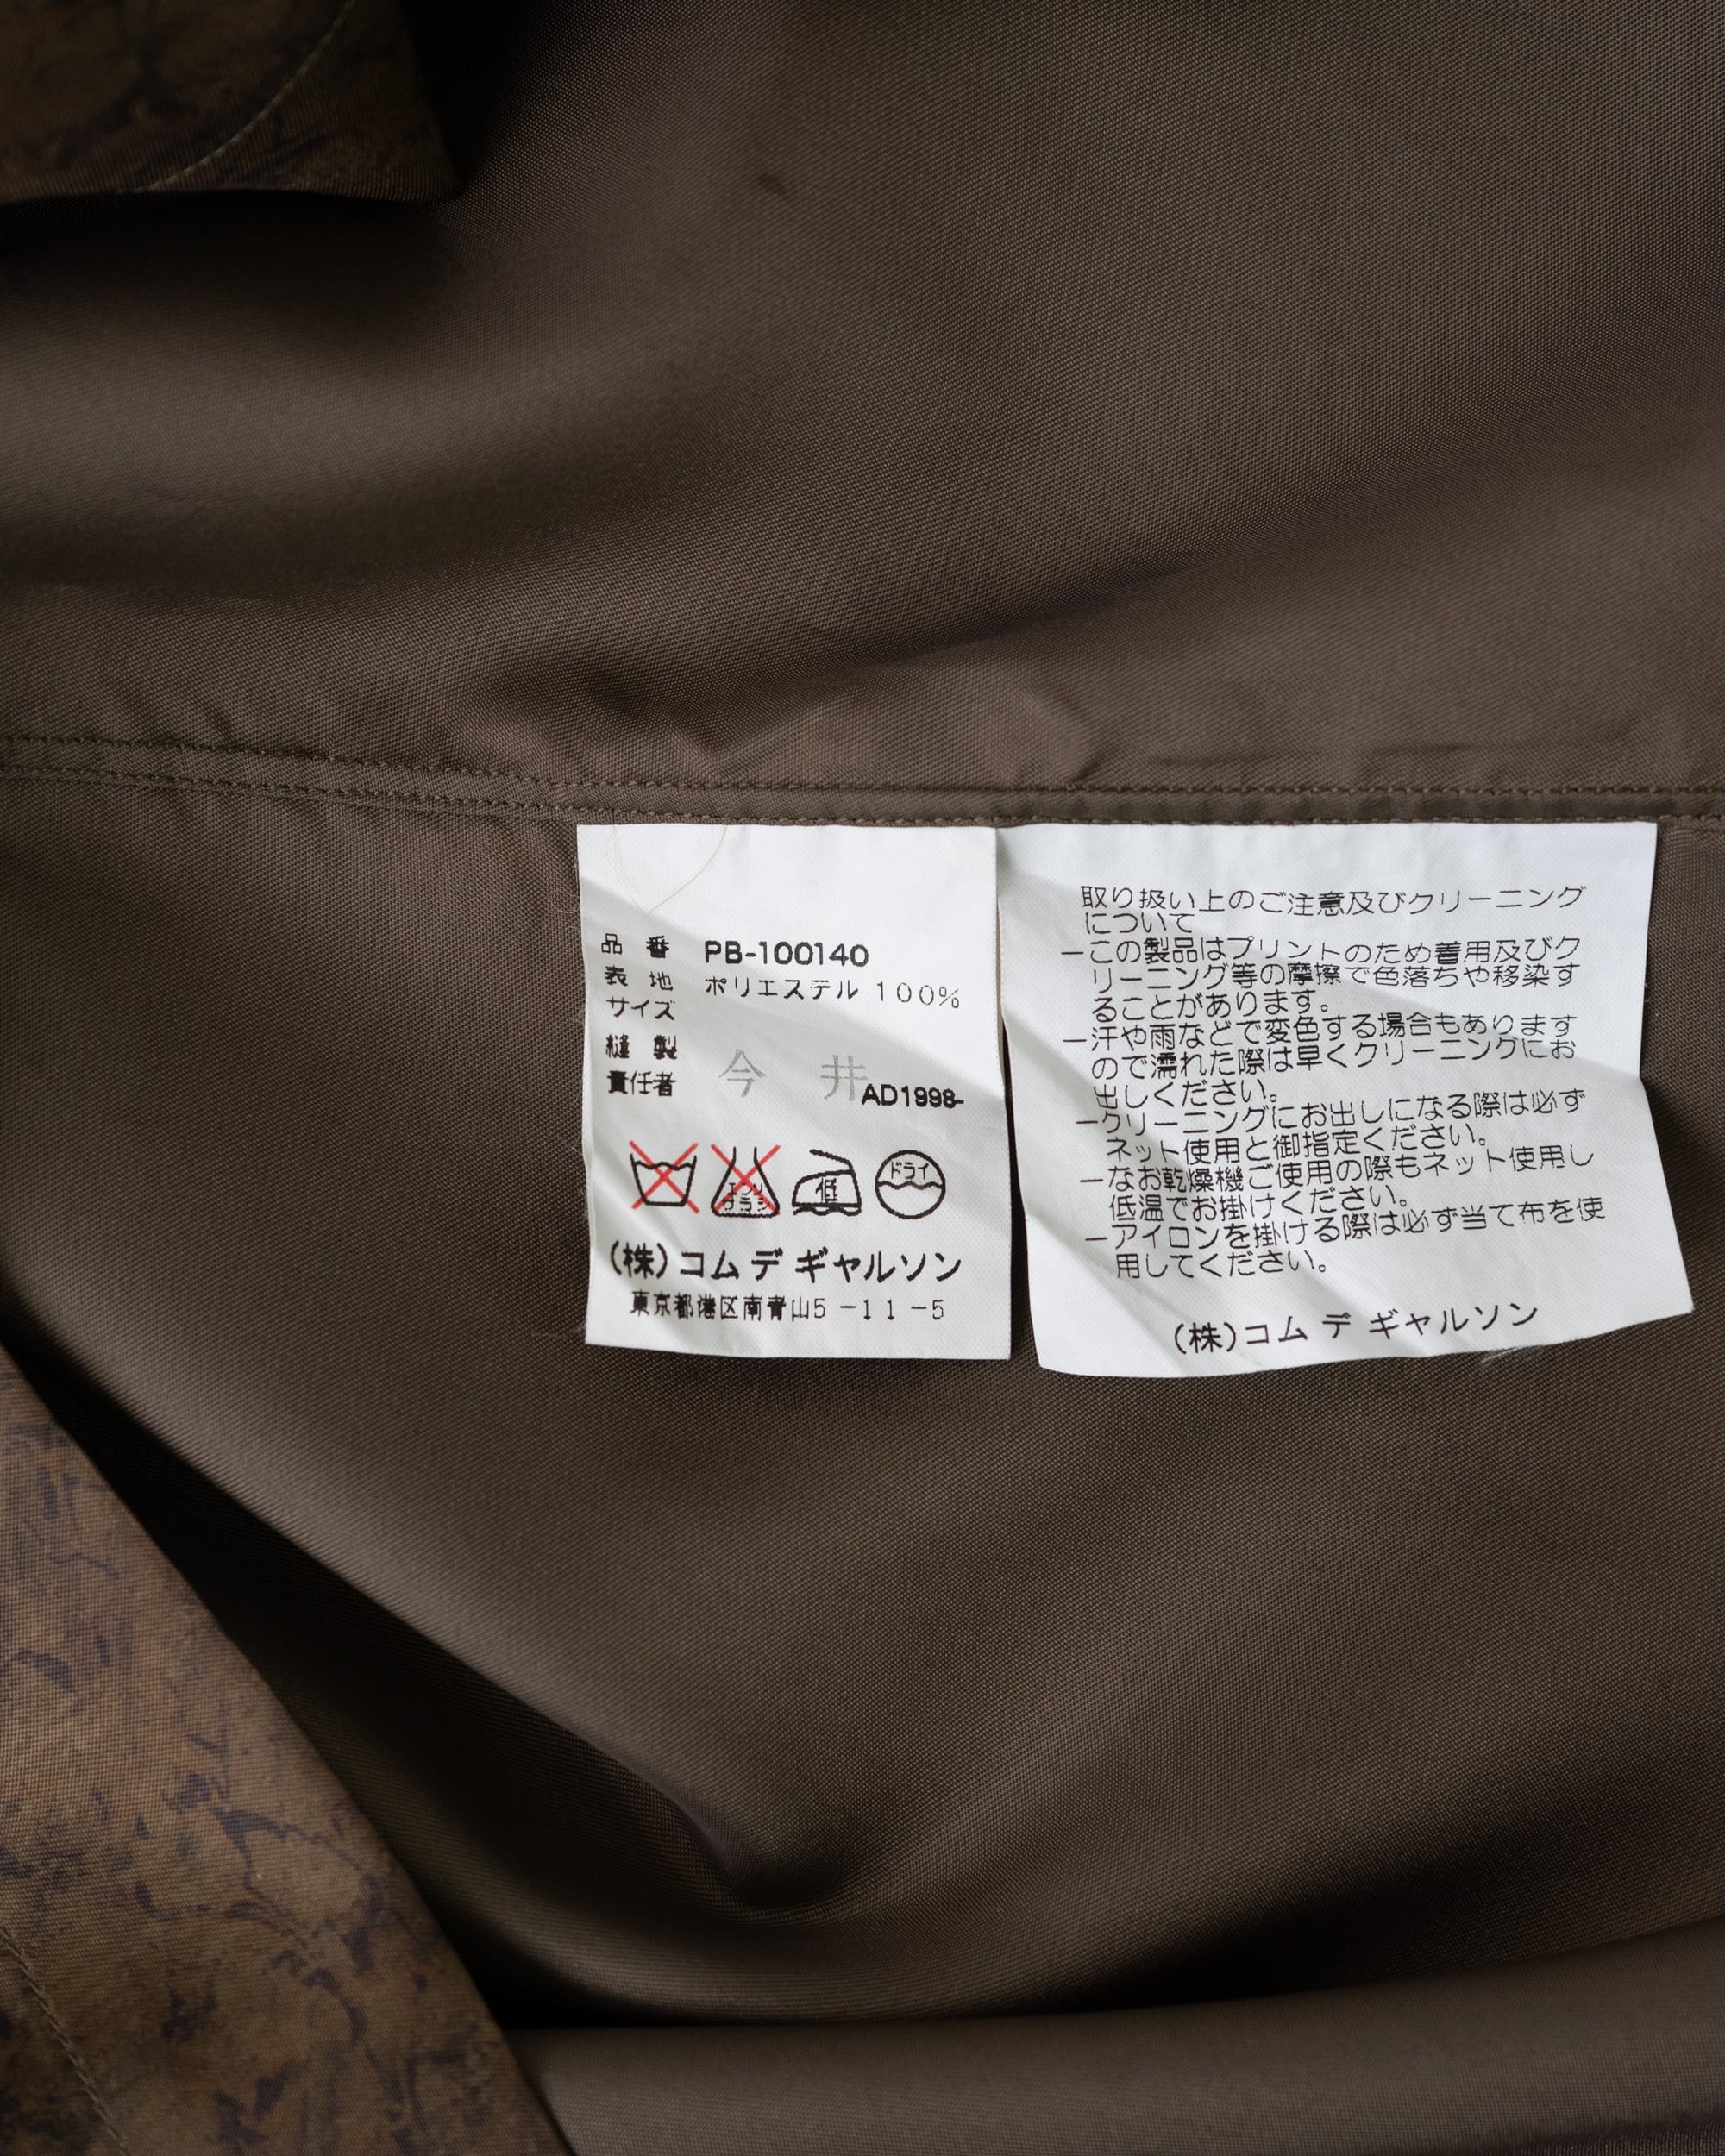 品 番 PB-100140
表 地 ポリエステル 100%
サイズ
縫 製
責任者 今 井
AD1998-
エンソ
サラシ
低
ドライ
(株)コム デ ギャルソン
東京都港区南青山5-11-5
取り扱い上のご注意及びクリーニング
について
－この製品はプリントのため着用及びク
リーニング等の摩擦で色落ちや移染す
ることがあります。
－汗や雨などで変色する場合もあります
ので濡れた際は早くクリーニングにお
出しください。
－クリーニングにお出しになる際は必ず
ネット使用と御指定ください。
－なお乾燥機ご使用の際もネット使用し
低温でお掛けください。
－アイロンを掛ける際は必ず当て布を使
用してください。
(株)コム デ ギャルソン